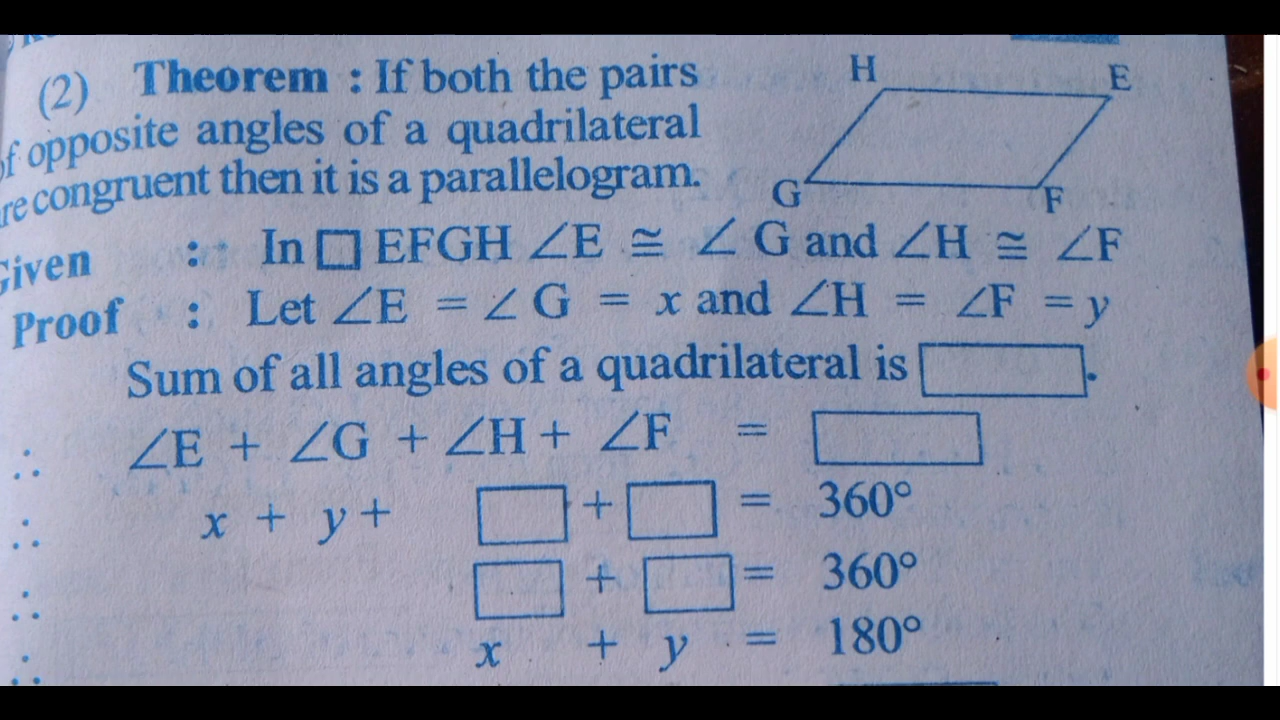 (2) Theorem : If both the pairs
of opposite angles of a quadrilateral
re congruent then it is a parallelogram.
H E
G F
Given : In □ EFGH ∠E ≅ ∠ G and ∠H ≅ ∠F
Proof : Let ∠E = ∠ G = x and ∠H = ∠F = y
Sum of all angles of a quadrilateral is □.
∴ ∠E + ∠G + ∠H + ∠F = □
∴ x + y + □ + □ = 360°
∴ □ + □ = 360°
∴ x + y = 180°